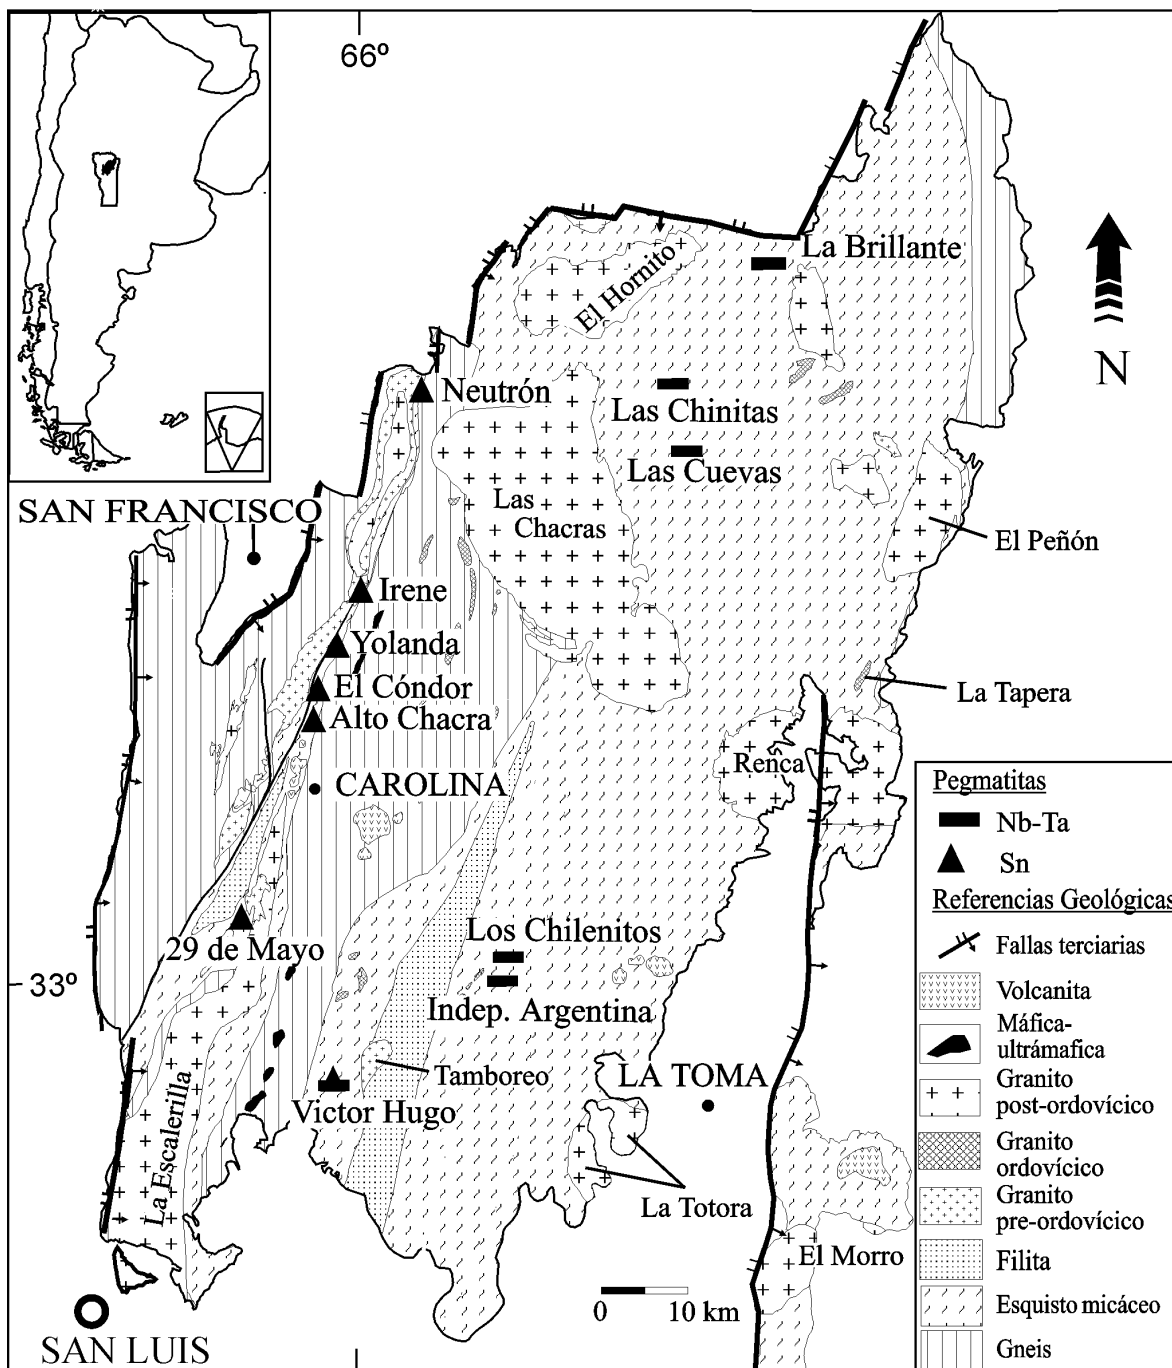 66º
La Brillante
El Hornito
N
Neutrón
Las Chinitas
Las Cuevas
Las
Chacras
SAN FRANCISCO
El Peñón
Irene
Yolanda
El Cóndor
La Tapera
Alto Chacra
Renca
CAROLINA
Los Chilenitos
29 de Mayo
33º
Indep. Argentina
Tamboreo
LA TOMA
Victor Hugo
La Escalerilla
La Totora
El Morro
0 10 km
SAN LUIS
Pegmatitas
Nb-Ta
Sn
Referencias Geológicas
Fallas terciarias
Volcanita
Máfica-
ultrámafica
Granito
post-ordovícico
Granito
ordovícico
Granito
pre-ordovícico
Filita
Esquisto micáceo
Gneis